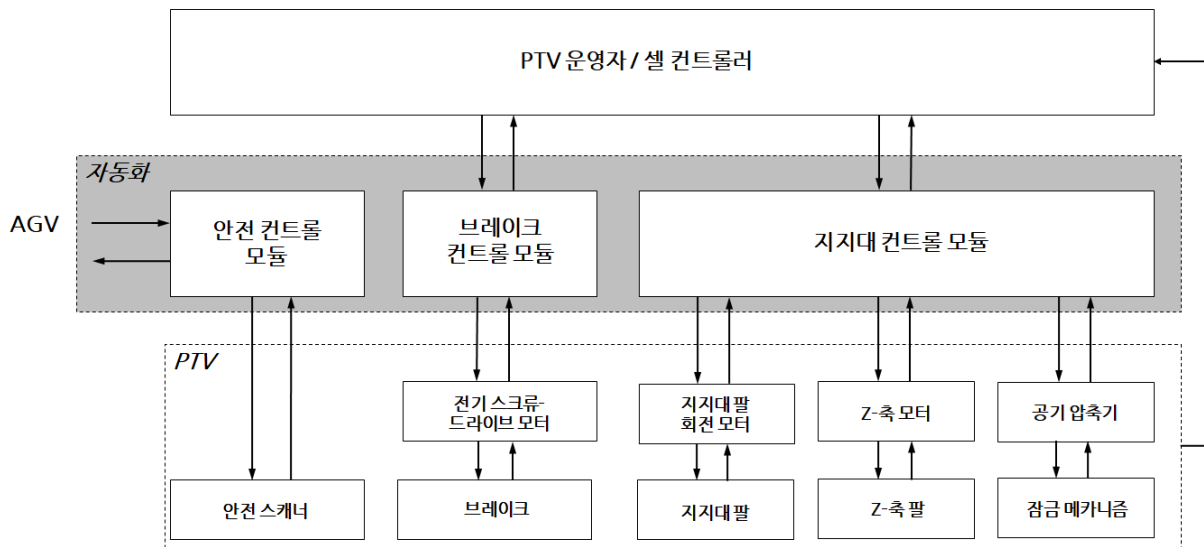 PTV 운영자 / 셀 컨트롤러
자동화
AGV
안전 컨트롤
모듈
브레이크
컨트롤 모듈
지지대 컨트롤 모듈
PTV
전기 스크류-
드라이브 모터
지지대 팔
회전 모터
Z-축 모터
공기 압축기
안전 스캐너
브레이크
지지대 팔
Z-축 팔
잠금 메카니즘